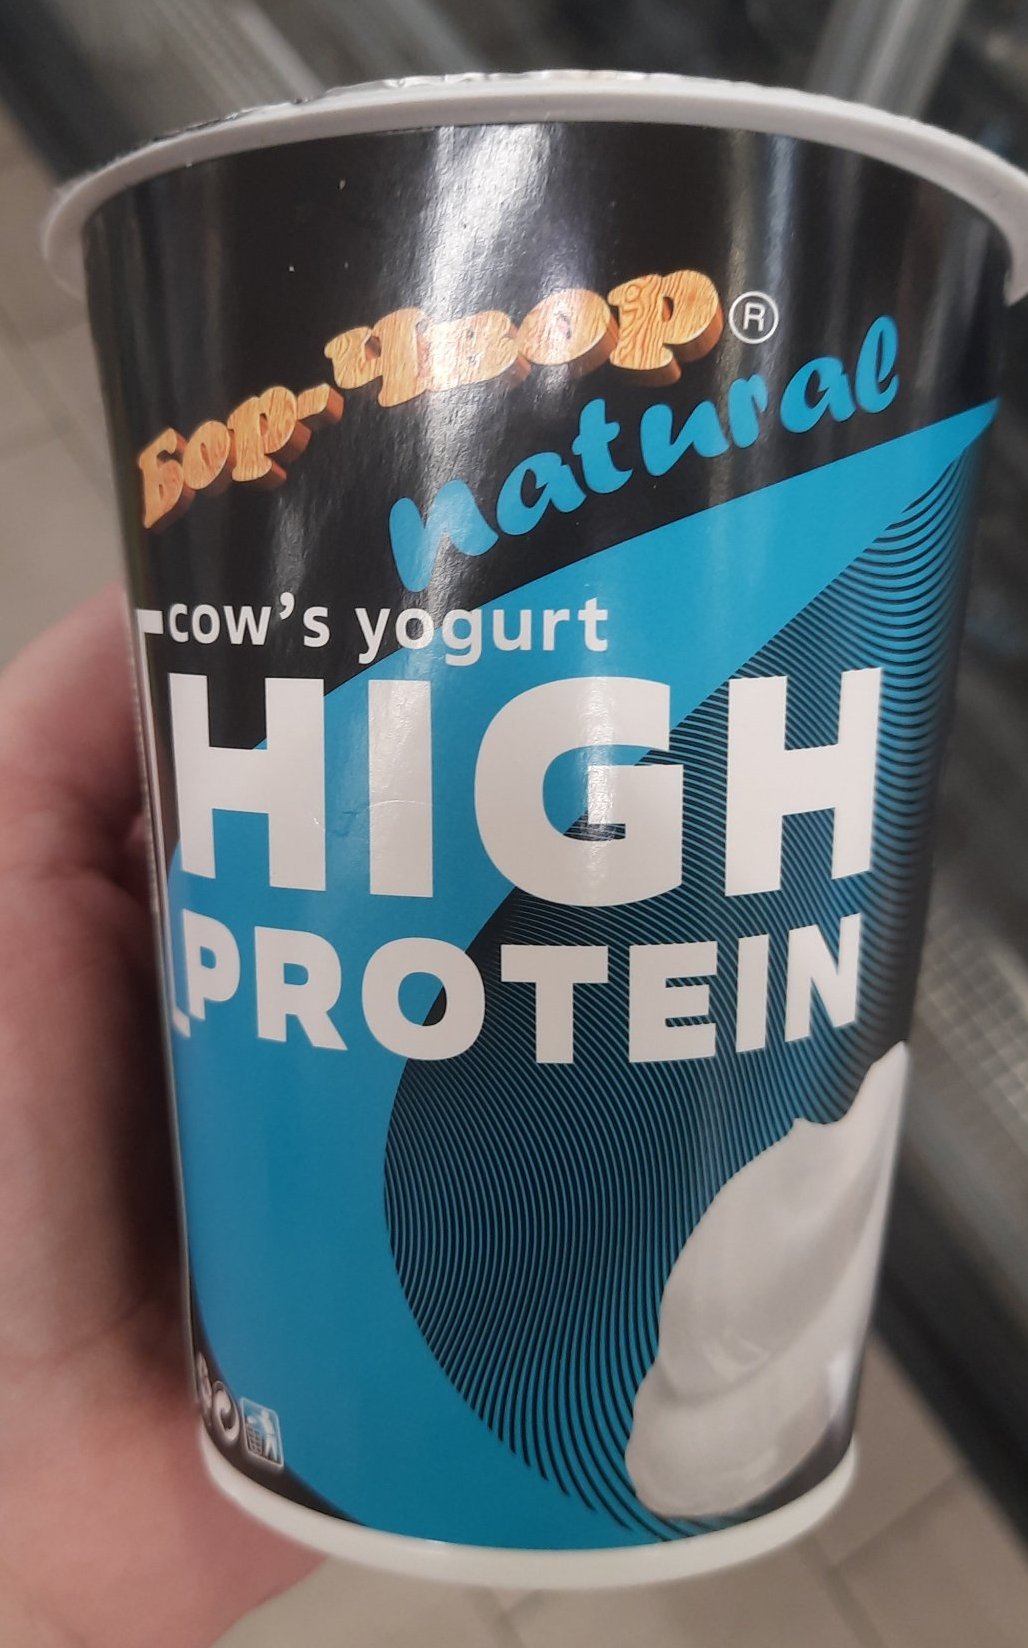 Бор-Чвор®
natural
cow's yogurt
HIGH
PROTEIN